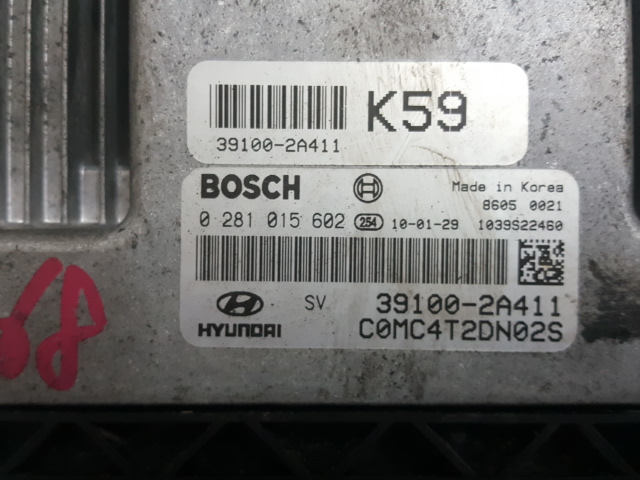 K59
39100-2A411
BOSCH
Made in Korea
8605 0021
0 281 015 602 254 10-01-29 1039S22460
SV 39100-2A411
HYUNDAI C0MC4T2DN02S
68